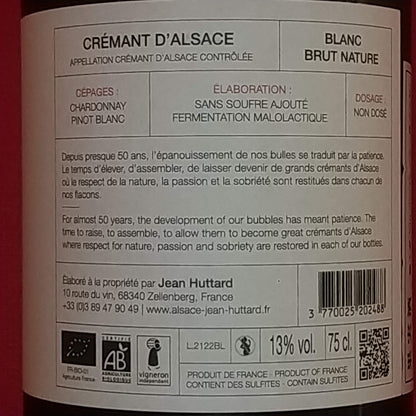 CRÉMANT D'ALSACE
APPELLATION CRÉMANT D'ALSACE CONTRÔLÉE
BLANC
BRUT NATURE
CÉPAGES :
CHARDONNAY
PINOT BLANC
ÉLABORATION :
SANS SOUFRE AJOUTÉ
FERMENTATION MALOLACTIQUE
DOSAGE :
NON DOSÉ
Depuis presque 50 ans, l'épanouissement de nos bulles se traduit par la patience.
Le temps d'élever, d'assembler, de laisser devenir de grands crémants d'Alsace
où le respect de la nature, la passion et la sobriété sont restitués dans chacun de
nos flacons.
For almost 50 years, the development of our bubbles has meant patience. The
time to raise, to assemble, to allow them to become great crémants d'Alsace
where respect for nature, passion and sobriety are restored in each of our bottles.
Élaboré à la propriété par Jean Huttard
10 route du vin, 68340 Zellenberg, France
+33 (0)3 89 47 90 49 | www.alsace-jean-huttard.com
3 770025 202488
FR-BIO-01
Agriculture France
CERTIFIÉ
AB
AGRICULTURE
BIOLOGIQUE
vigneron
indépendant
L.2122BL
13% vol.
75 cl.
PRODUIT DE FRANCE - PRODUCT OF FRANCE
CONTIENT DES SULFITES - CONTAIN SULFITES